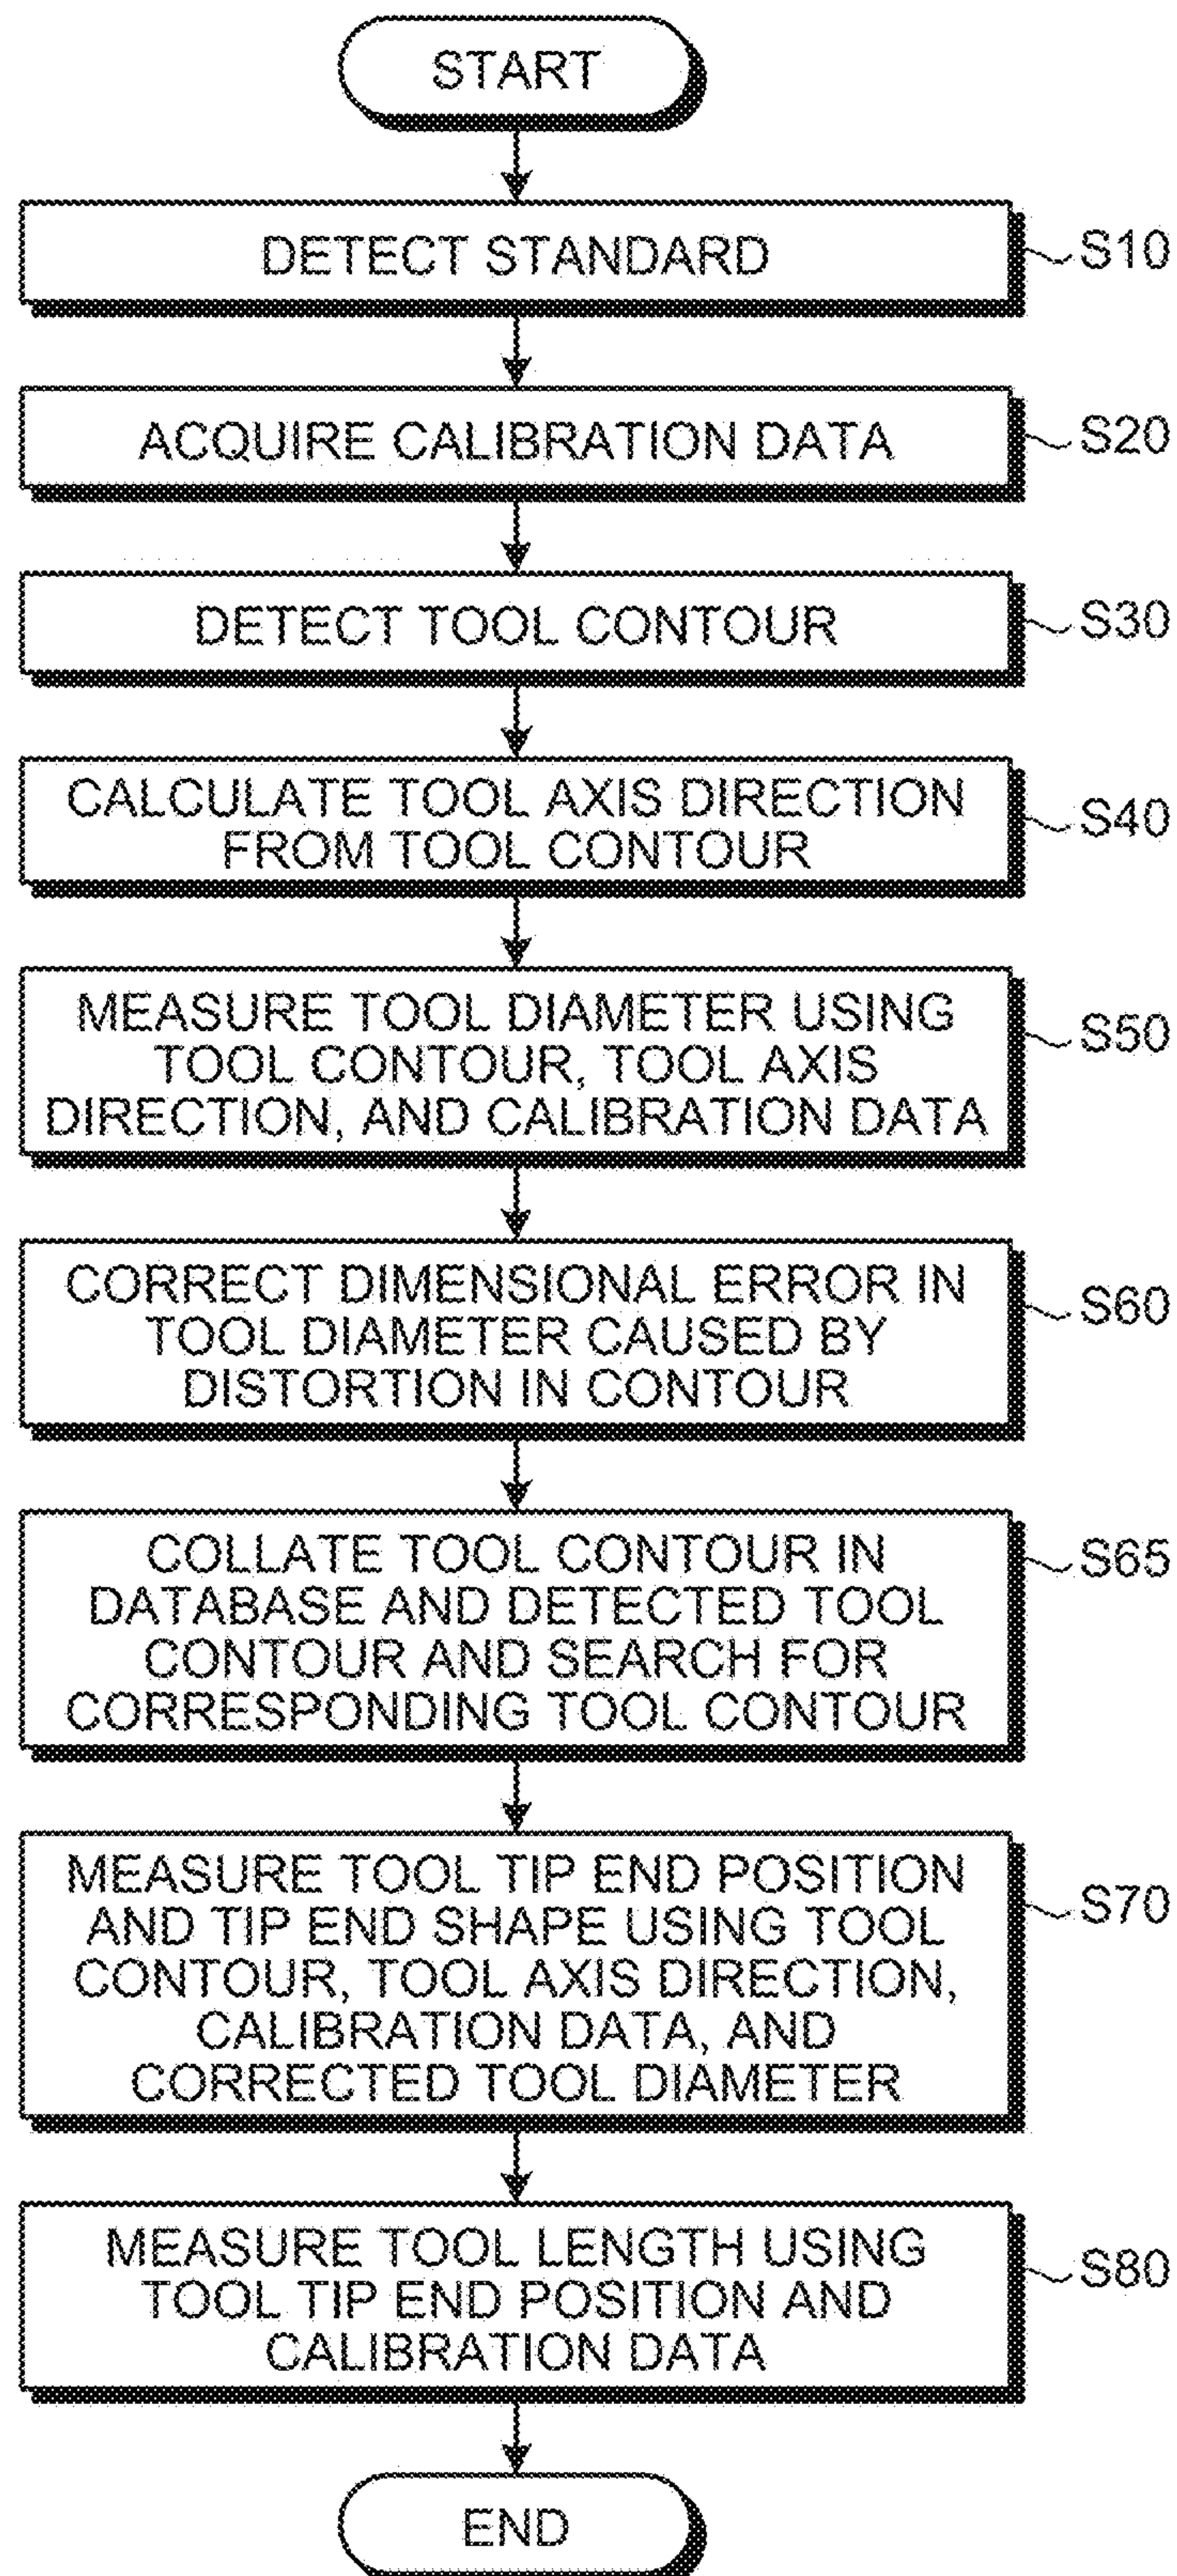 START
DETECT STANDARD
S10
ACQUIRE CALIBRATION DATA
S20
DETECT TOOL CONTOUR
S30
CALCULATE TOOL AXIS DIRECTION
FROM TOOL CONTOUR
S40
MEASURE TOOL DIAMETER USING
TOOL CONTOUR, TOOL AXIS
DIRECTION, AND CALIBRATION DATA
S50
CORRECT DIMENSIONAL ERROR IN
TOOL DIAMETER CAUSED BY
DISTORTION IN CONTOUR
S60
COLLATE TOOL CONTOUR IN
DATABASE AND DETECTED TOOL
CONTOUR AND SEARCH FOR
CORRESPONDING TOOL CONTOUR
S65
MEASURE TOOL TIP END POSITION
AND TIP END SHAPE USING TOOL
CONTOUR, TOOL AXIS DIRECTION,
CALIBRATION DATA, AND
CORRECTED TOOL DIAMETER
S70
MEASURE TOOL LENGTH USING
TOOL TIP END POSITION AND
CALIBRATION DATA
S80
END